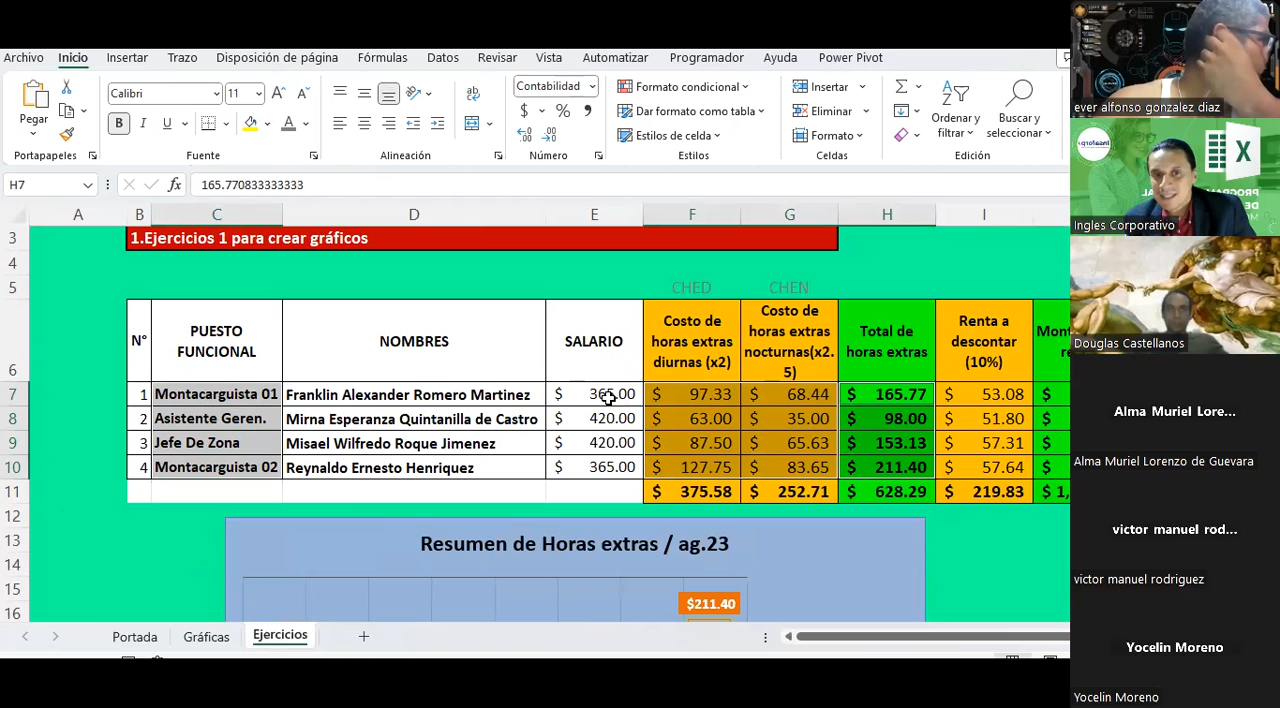 Archivo Inicio Insertar Trazo Disposición de página Fórmulas Datos Revisar Vista Automatizar Programador Ayuda Power Pivot
Pegar
Calibri 11
N K S
ab
Contabilidad
$ % ,
Formato condicional
Dar formato como tabla
Estilos de celda
Insertar
Eliminar
Formato
Ordenar y filtrar
Buscar y seleccionar
Portapapeles Fuente Alineación Número Estilos Celdas Edición
H7 fx 165.770833333333
A B C D E F G H I
3 1.Ejercicios 1 para crear gráficos
4
5 CHED CHEN
6 N° PUESTO FUNCIONAL NOMBRES SALARIO Costo de horas extras diurnas (x2) Costo de horas extras nocturnas(x2.5) Total de horas extras Renta a descontar (10%)
7 1 Montacarguista 01 Franklin Alexander Romero Martinez $ 365.00 $ 97.33 $ 68.44 $ 165.77 $ 53.08 $
8 2 Asistente Geren. Mirna Esperanza Quintanilla de Castro $ 420.00 $ 63.00 $ 35.00 $ 98.00 $ 51.80 $
9 3 Jefe De Zona Misael Wilfredo Roque Jimenez $ 420.00 $ 87.50 $ 65.63 $ 153.13 $ 57.31 $
10 4 Montacarguista 02 Reynaldo Ernesto Henriquez $ 365.00 $ 127.75 $ 83.65 $ 211.40 $ 57.64 $
11 $ 375.58 $ 252.71 $ 628.29 $ 219.83 $ 1,
12
13 Resumen de Horas extras / ag.23
14
15
16 $211.40
Portada Gráficas Ejercicios
ever alfonso gonzalez diaz
Ingles Corporativo
Douglas Castellanos
Alma Muriel Lore...
Alma Muriel Lorenzo de Guevara
victor manuel rod...
victor manuel rodriguez
Yocelin Moreno
Yocelin Moreno